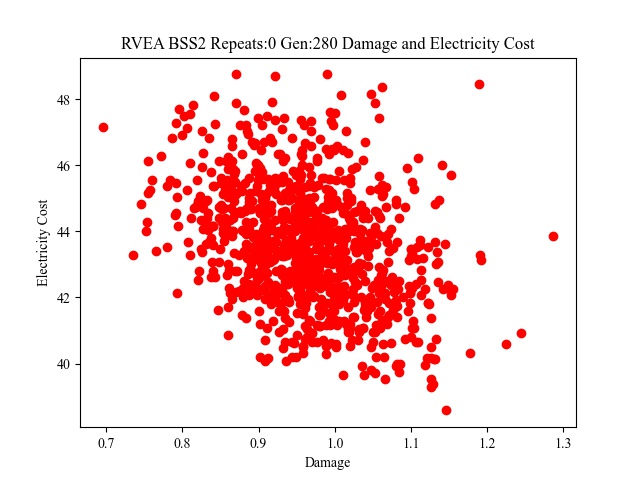 RVEA BSS2 Repeats:0 Gen:280 Damage and Electricity Cost
48
46
44
42
40
Electricity Cost
0.7 0.8 0.9 1.0 1.1 1.2 1.3
Damage